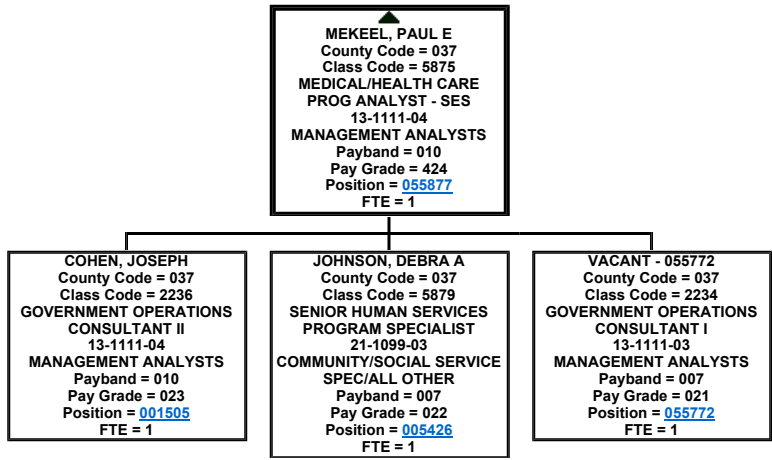 MEKEEL, PAUL E
County Code = 037
Class Code = 5875
MEDICAL/HEALTH CARE
PROG ANALYST - SES
13-1111-04
MANAGEMENT ANALYSTS
Payband = 010
Pay Grade = 424
Position = 055877
FTE = 1
COHEN, JOSEPH
County Code = 037
Class Code = 2236
GOVERNMENT OPERATIONS
CONSULTANT II
13-1111-04
MANAGEMENT ANALYSTS
Payband = 010
Pay Grade = 023
Position = 001505
FTE = 1
JOHNSON, DEBRA A
County Code = 037
Class Code = 5879
SENIOR HUMAN SERVICES
PROGRAM SPECIALIST
21-1099-03
COMMUNITY/SOCIAL SERVICE
SPEC/ALL OTHER
Payband = 007
Pay Grade = 022
Position = 005426
FTE = 1
VACANT - 055772
County Code = 037
Class Code = 2234
GOVERNMENT OPERATIONS
CONSULTANT I
13-1111-03
MANAGEMENT ANALYSTS
Payband = 007
Pay Grade = 021
Position = 055772
FTE = 1